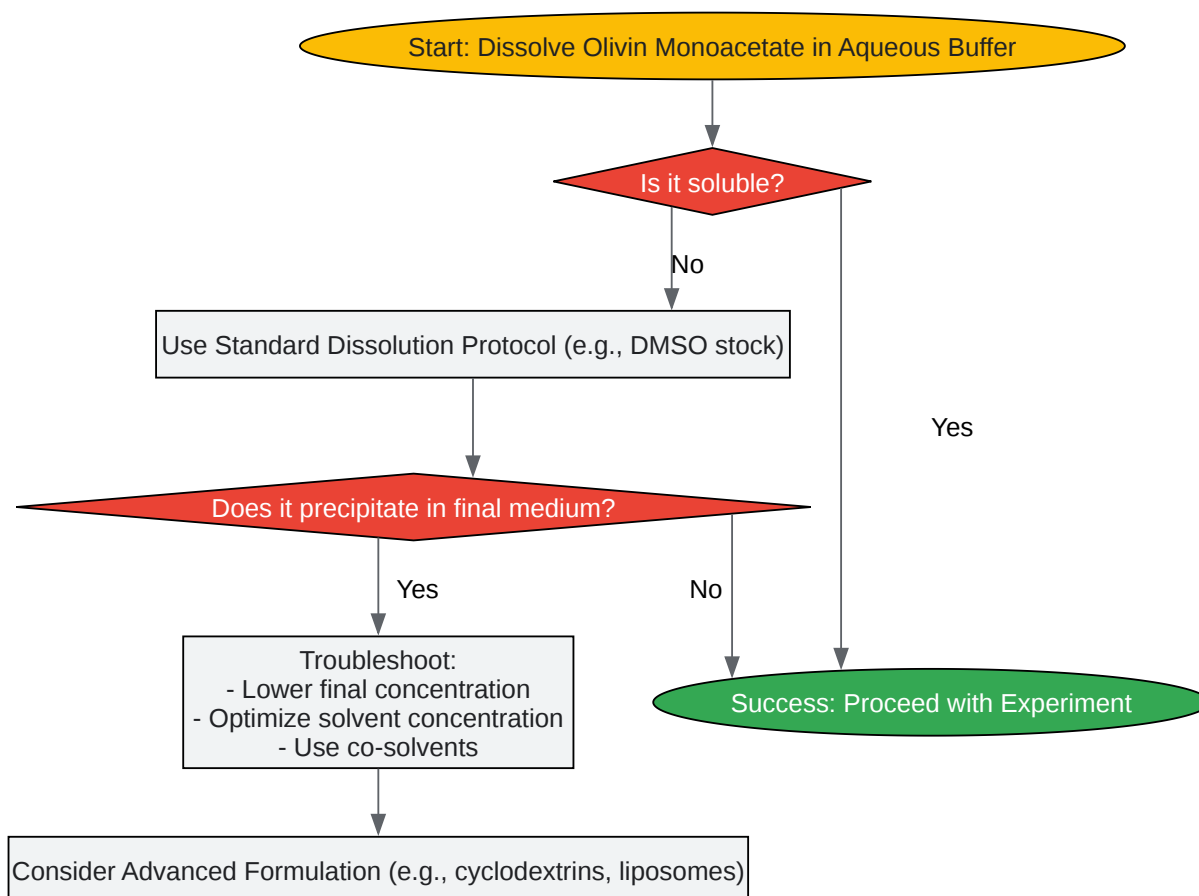 Start: Dissolve Olivin Monoacetate in Aqueous Buffer
Is it soluble?
No
Use Standard Dissolution Protocol (e.g., DMSO stock)
Yes
Does it precipitate in final medium?
Yes
No
Troubleshoot:
- Lower final concentration
- Optimize solvent concentration
- Use co-solvents
Success: Proceed with Experiment
Consider Advanced Formulation (e.g., cyclodextrins, liposomes)